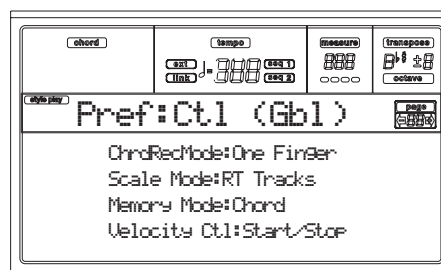 chord tempo measure transpose
ext seq 1
link seq 2
octave
style play Pref:Ctl (Gbl) page
ChrdRecMode:One Finger
Scale Mode:RT Tracks
Memory Mode:Chord
Velocity Ctl:Start/Stop